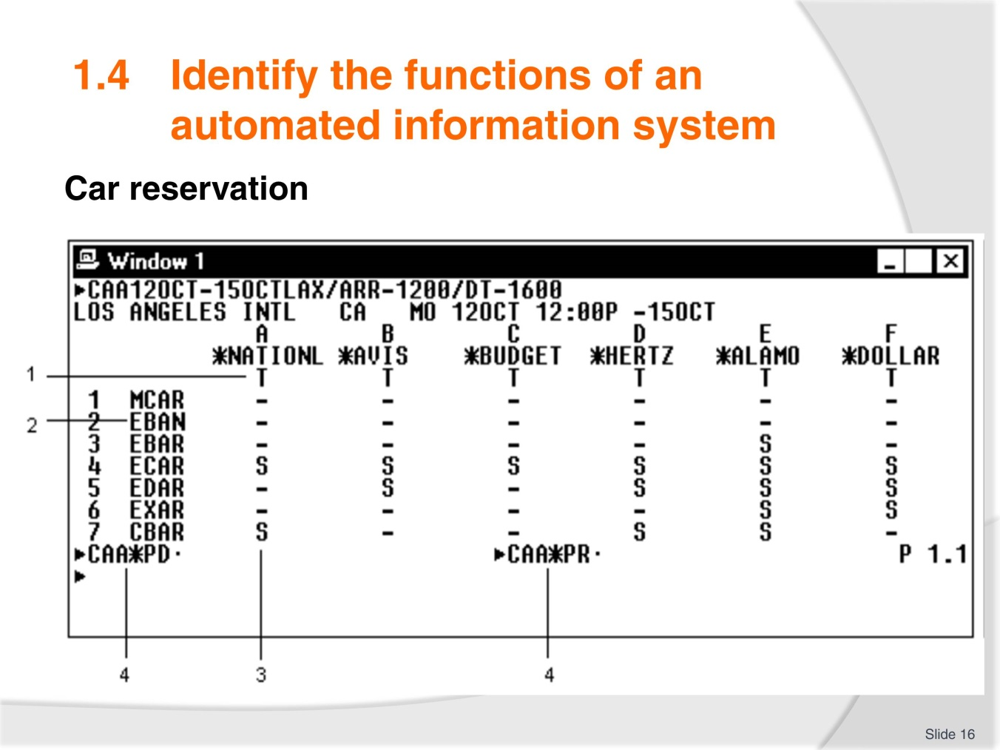 1.4 Identify the functions of an
automated information system
Car reservation
Window 1
▶CAA12OCT-15OCTLAX/ARR-1200/DT-1600
LOS ANGELES INTL CA MO 12OCT 12:00P -15OCT
A B C D E F
*NATIONL *AVIS *BUDGET *HERTZ *ALAMO *DOLLAR
1 T T T T T T
1 MCAR - - - - - -
2 2 EBAN - - - - - -
3 EBAR - - - - S -
4 ECAR S S S S S S
5 EDAR - S - S S S
6 EXAR - - - - S S
7 CBAR S - - S S -
▶CAA*PD· ▶CAA*PR· P 1.1
▶
4 3 4
Slide 16